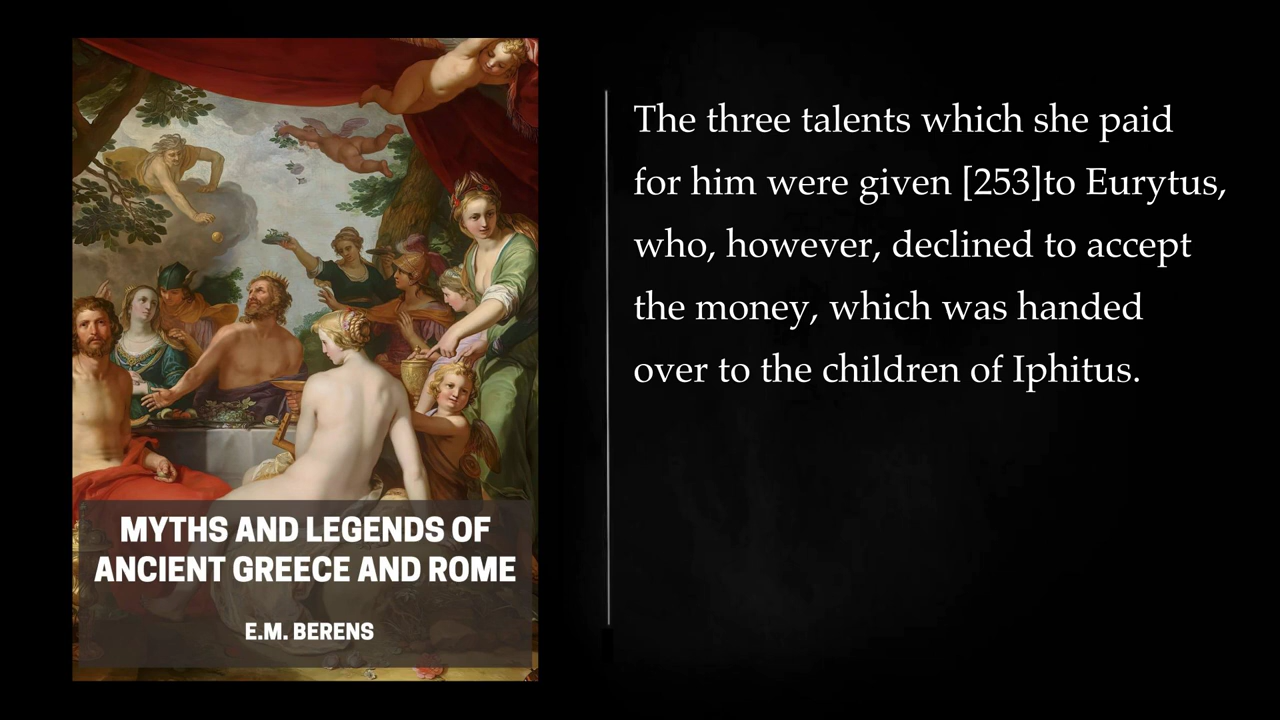 MYTHS AND LEGENDS OF
ANCIENT GREECE AND ROME
E.M. BERENS
The three talents which she paid
for him were given [253]to Eurytus,
who, however, declined to accept
the money, which was handed
over to the children of Iphitus.